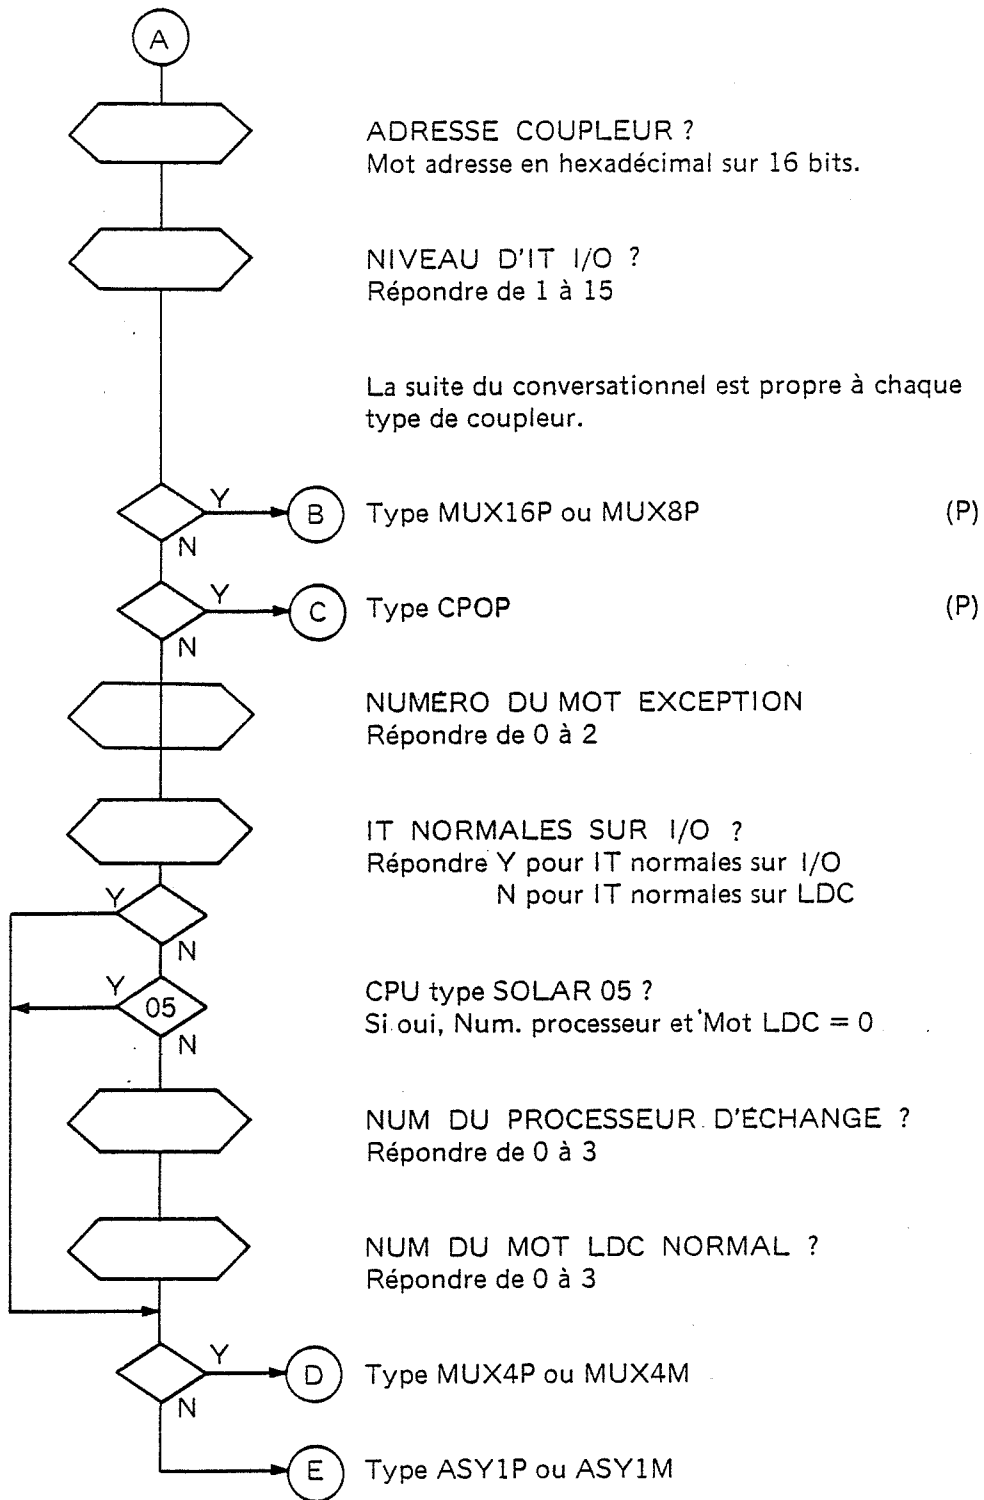 A
ADRESSE COUPLEUR ?
Mot adresse en hexadécimal sur 16 bits.
NIVEAU D'IT I/O ?
Répondre de 1 à 15
La suite du conversationnel est propre à chaque
type de coupleur.
Y
B Type MUX16P ou MUX8P (P)
N
Y
C Type CPOP (P)
N
NUMÉRO DU MOT EXCEPTION
Répondre de 0 à 2
IT NORMALES SUR I/O ?
Répondre Y pour IT normales sur I/O
Y N pour IT normales sur LDC
N
Y
05 CPU type SOLAR 05 ?
Si oui, Num. processeur et Mot LDC = 0
N
NUM DU PROCESSEUR D'ÉCHANGE ?
Répondre de 0 à 3
NUM DU MOT LDC NORMAL ?
Répondre de 0 à 3
Y
D Type MUX4P ou MUX4M
N
E Type ASY1P ou ASY1M